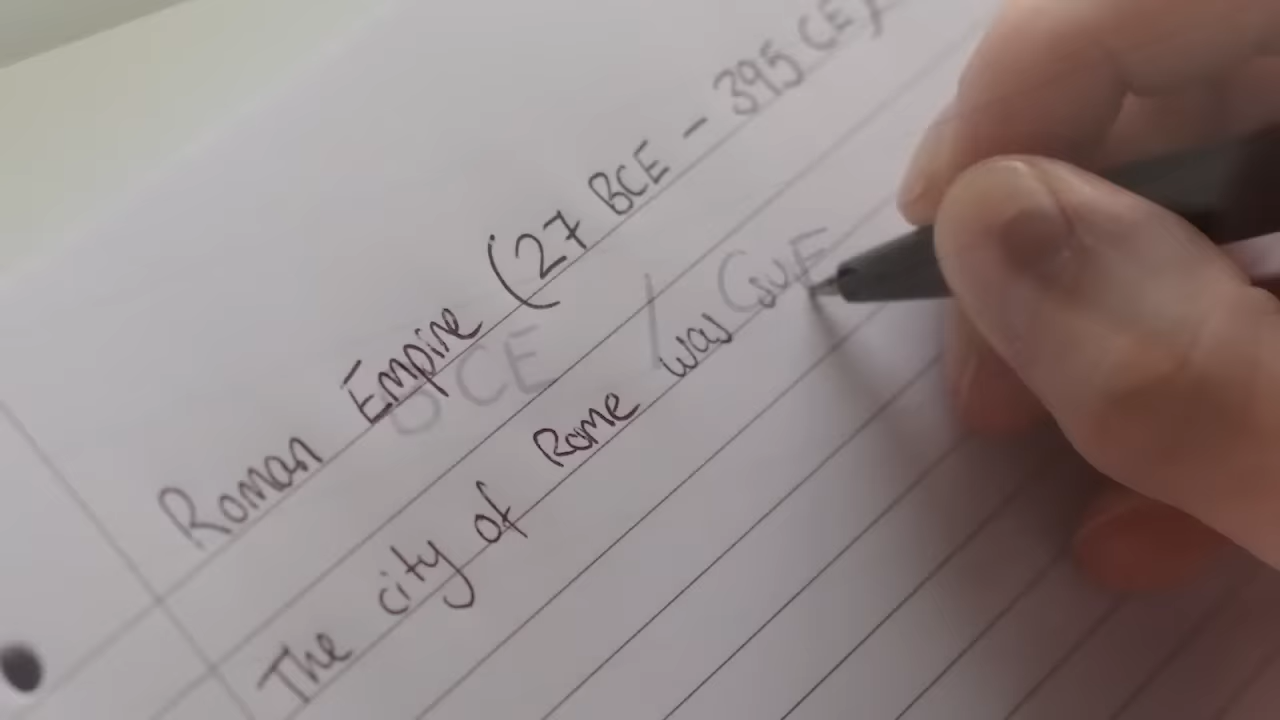 Roman Empire (27 BCE - 395 CE)
The city of Rome was